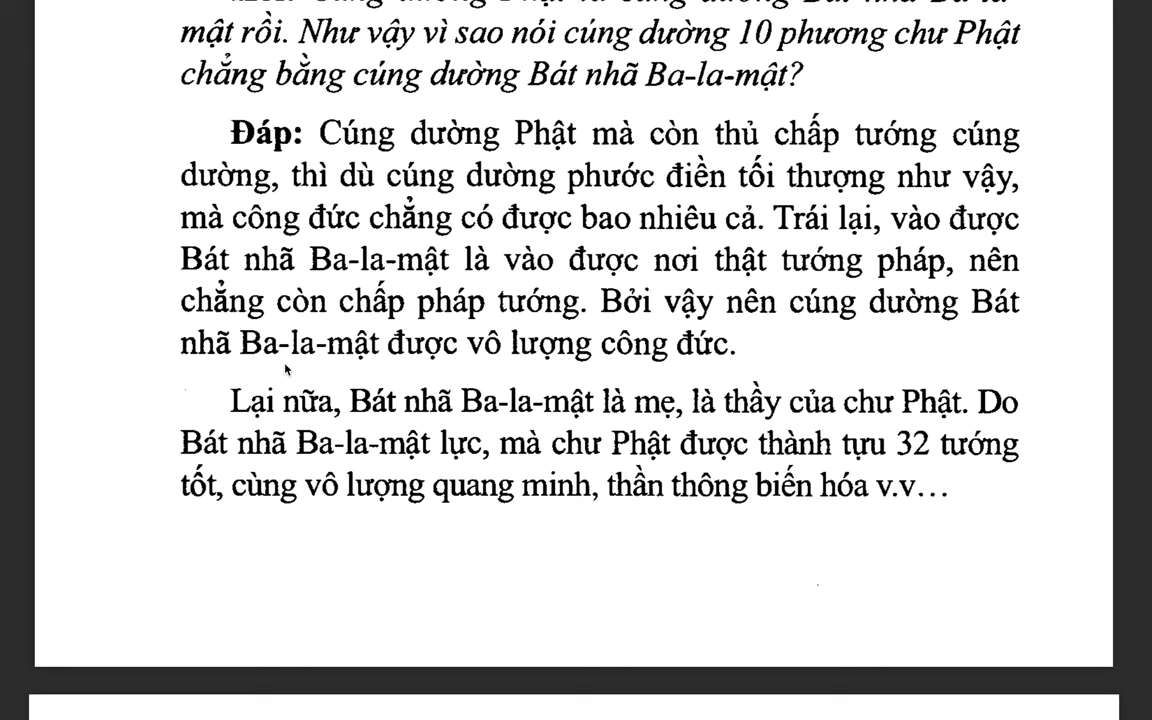 mật rồi. Như vậy vì sao nói cúng dường 10 phương chư Phật
chẳng bằng cúng dường Bát nhã Ba-la-mật?
Đáp: Cúng dường Phật mà còn thủ chấp tướng cúng
dường, thì dù cúng dường phước điền tối thượng như vậy,
mà công đức chẳng có được bao nhiêu cả. Trái lại, vào được
Bát nhã Ba-la-mật là vào được nơi thật tướng pháp, nên
chẳng còn chấp pháp tướng. Bởi vậy nên cúng dường Bát
nhã Ba-la-mật được vô lượng công đức.
Lại nữa, Bát nhã Ba-la-mật là mẹ, là thầy của chư Phật. Do
Bát nhã Ba-la-mật lực, mà chư Phật được thành tựu 32 tướng
tốt, cùng vô lượng quang minh, thần thông biến hóa v.v…